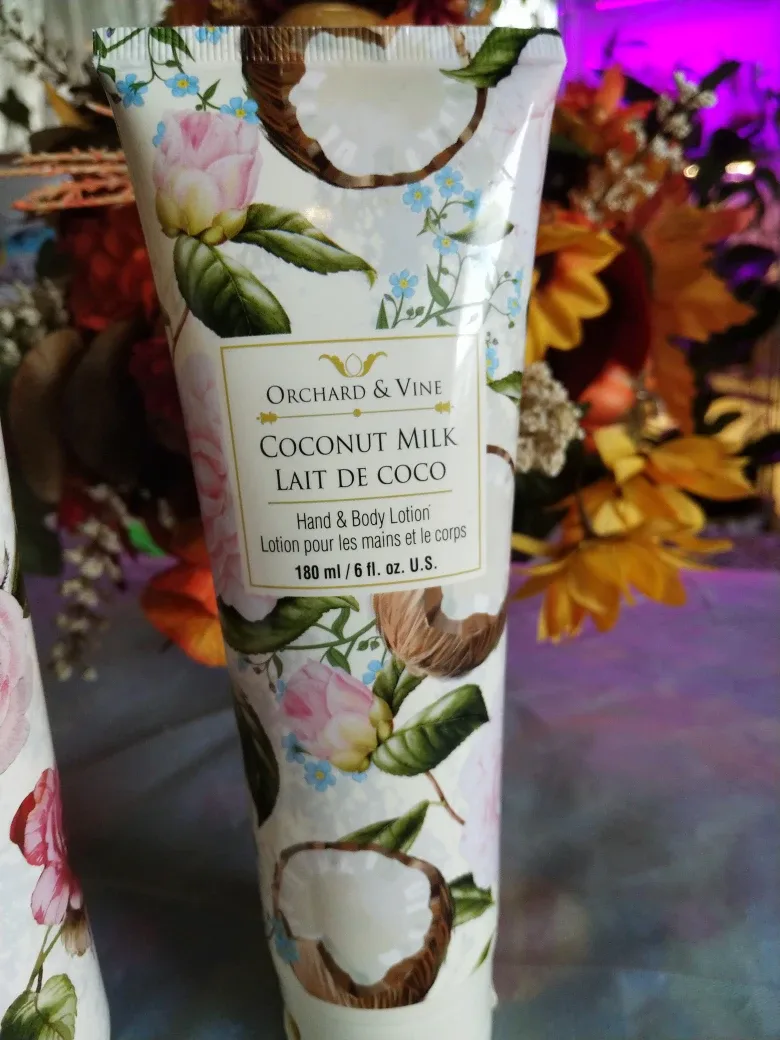 ORCHARD & VINE
COCONUT MILK
LAIT DE COCO
Hand & Body Lotion
Lotion pour les mains et le corps
180 ml / 6 fl. oz. U.S.